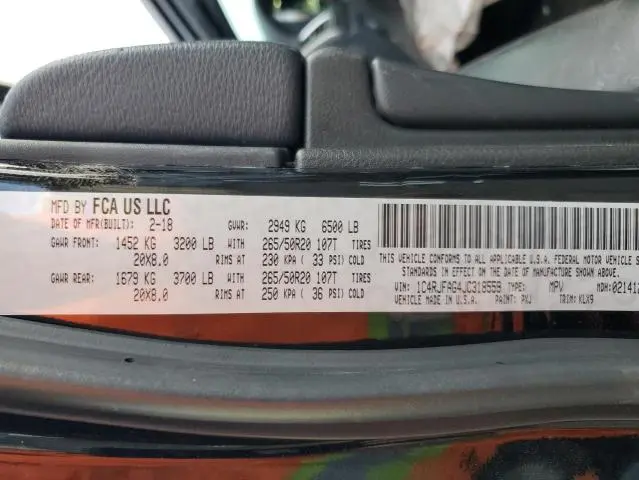 MFD BY FCA US LLC
DATE OF MFR(BUILT): 2-18 GVWR: 2949 KG 6500 LB
GAWR FRONT: 1452 KG 3200 LB WITH 265/50R20 107T TIRES
20X8.0 RIMS AT 230 KPA ( 33 PSI) COLD
GAWR REAR: 1679 KG 3700 LB WITH 265/50R20 107T TIRES
20X8.0 RIMS AT 250 KPA ( 36 PSI) COLD
THIS VEHICLE CONFORMS TO ALL APPLICABLE U.S.A. FEDERAL MOTOR VEHICLE S
STANDARDS IN EFFECT ON THE DATE OF MANUFACTURE SHOWN ABOVE.
VIN: 1C4RJFAG4JC318559 TYPE: MPV MDH: 02141
MADE IN U.S.A. PAINT: PXJ TRIM: KLX9